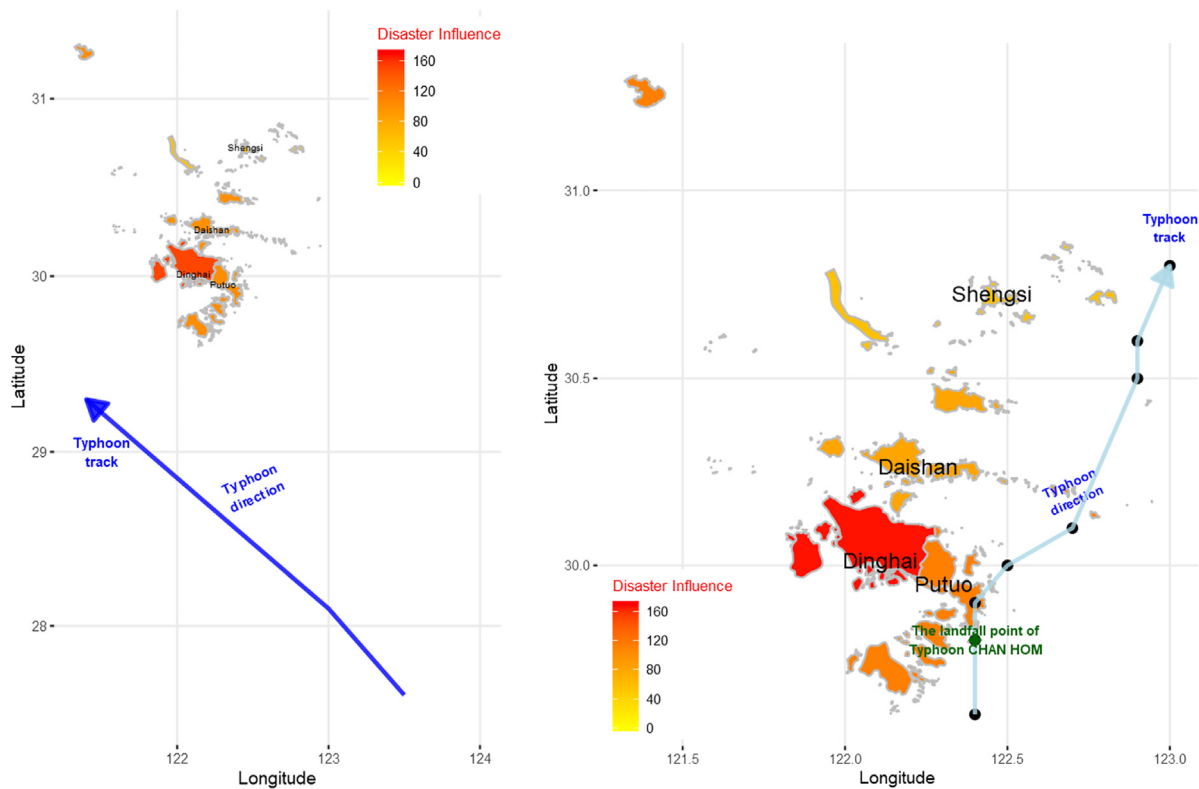 Disaster Influence
160
120
80
40
0
31
30
29
28
Latitude
Shengsi
Daishan
Dinghai
Putuo
Typhoon
track
Typhoon
direction
122
123
124
Longitude
31.0
30.5
30.0
Latitude
Typhoon
track
Shengsi
Daishan
Typhoon
direction
Dinghai
Putuo
Disaster Influence
160
120
80
40
0
The landfall point of
Typhoon CHAN HOM
121.5
122.0
122.5
123.0
Longitude